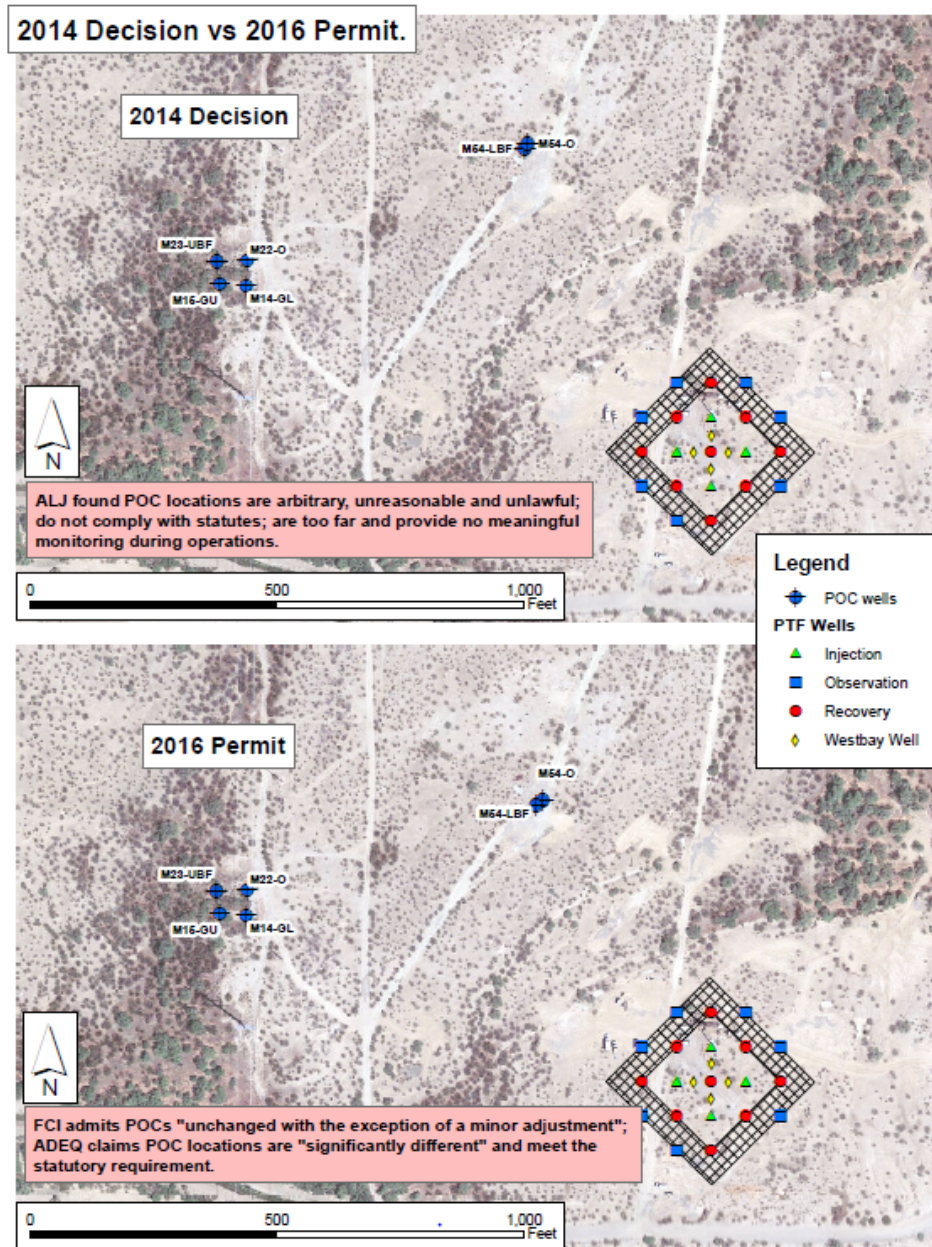 2014 Decision vs 2016 Permit.
2014 Decision
M54-LBF
M54-O
M23-UBF
M22-O
M15-GU
M14-GL
N
ALJ found POC locations are arbitrary, unreasonable and unlawful;
do not comply with statutes; are too far and provide no meaningful
monitoring during operations.
0
500
1,000
Feet
Legend
POC wells
PTF Wells
Injection
Observation
Recovery
Westbay Well
2016 Permit
M54-O
M54-LBF
M23-UBF
M22-O
M15-GU
M14-GL
N
FCI admits POCs "unchanged with the exception of a minor adjustment";
ADEQ claims POC locations are "significantly different" and meet the
statutory requirement.
0
500
1,000
Feet